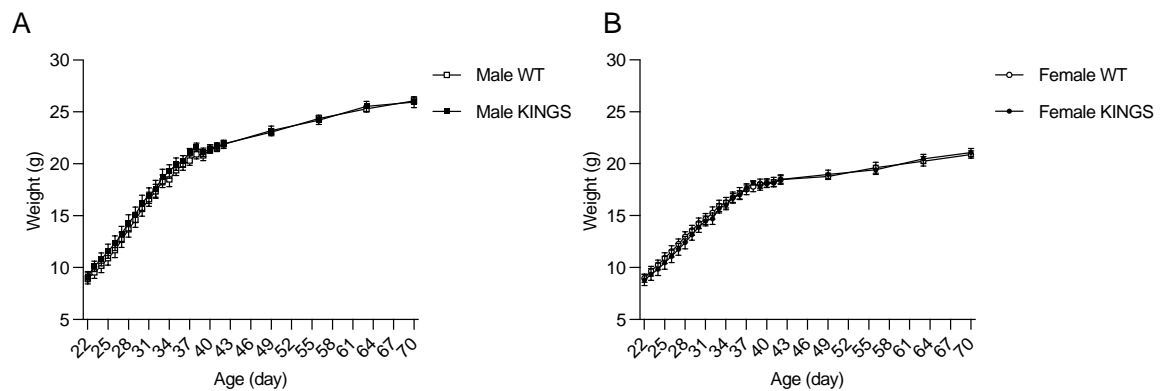 A
B
30
25
20
15
10
5
Weight (g)
Male WT
Male KINGS
22 25 28 31 34 37 40 43 46 49 52 55 58 61 64 67 70
Age (day)
30
25
20
15
10
5
Weight (g)
Female WT
Female KINGS
22 25 28 31 34 37 40 43 46 49 52 55 58 61 64 67 70
Age (day)